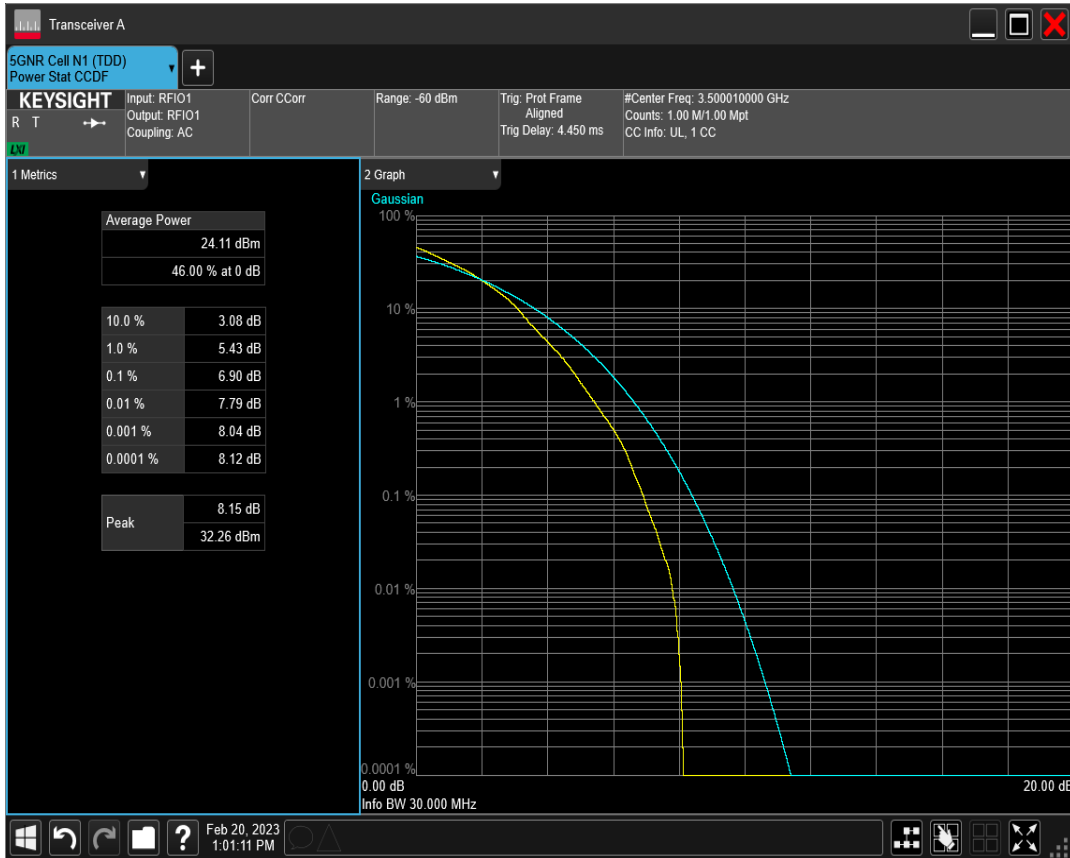 Transceiver A
5GNR Cell N1 (TDD)
Power Stat CCDF
+
KEYSIGHT
R T
LXI
Input: RFIO1
Output: RFIO1
Coupling: AC
Corr CCorr
Range: -60 dBm
Trig: Prot Frame
Aligned
Trig Delay: 4.450 ms
#Center Freq: 3.500010000 GHz
Counts: 1.00 M/1.00 Mpt
CC Info: UL, 1 CC
1 Metrics
Average Power
24.11 dBm
46.00 % at 0 dB
10.0 % 3.08 dB
1.0 % 5.43 dB
0.1 % 6.90 dB
0.01 % 7.79 dB
0.001 % 8.04 dB
0.0001 % 8.12 dB
Peak 8.15 dB
32.26 dBm
2 Graph
Gaussian
100 %
10 %
1 %
0.1 %
0.01 %
0.001 %
0.0001 %
0.00 dB 20.00 dB
Info BW 30.000 MHz
?
Feb 20, 2023
1:01:11 PM